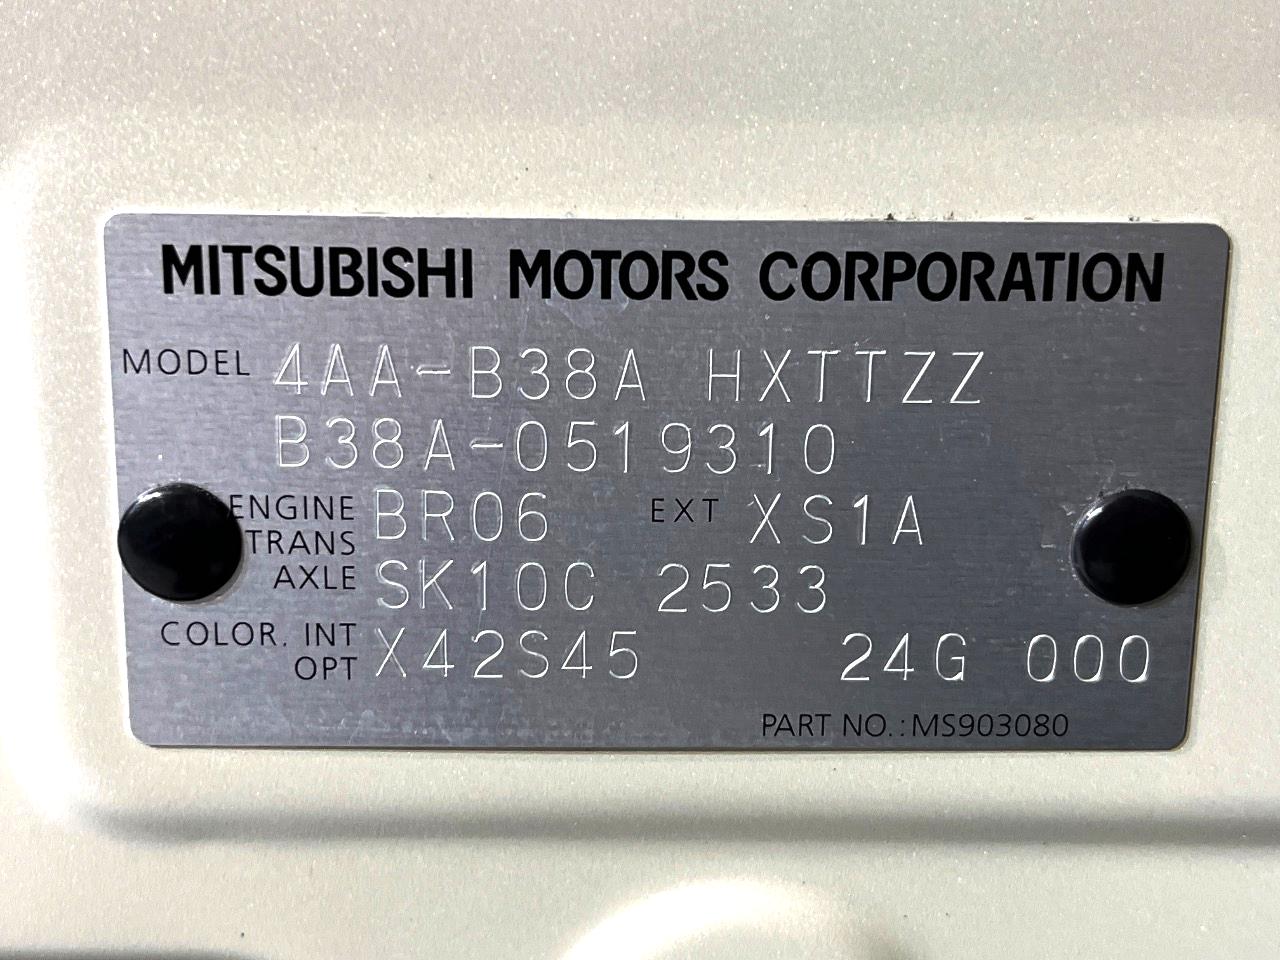 MITSUBISHI MOTORS CORPORATION
MODEL 4AA-B38A HXTTZZ
B38A-0519310
ENGINE BR06 EXT XS1A
TRANS
AXLE SK10C 2533
COLOR. INT
OPT X42S45 24G 000
PART NO.:MS903080